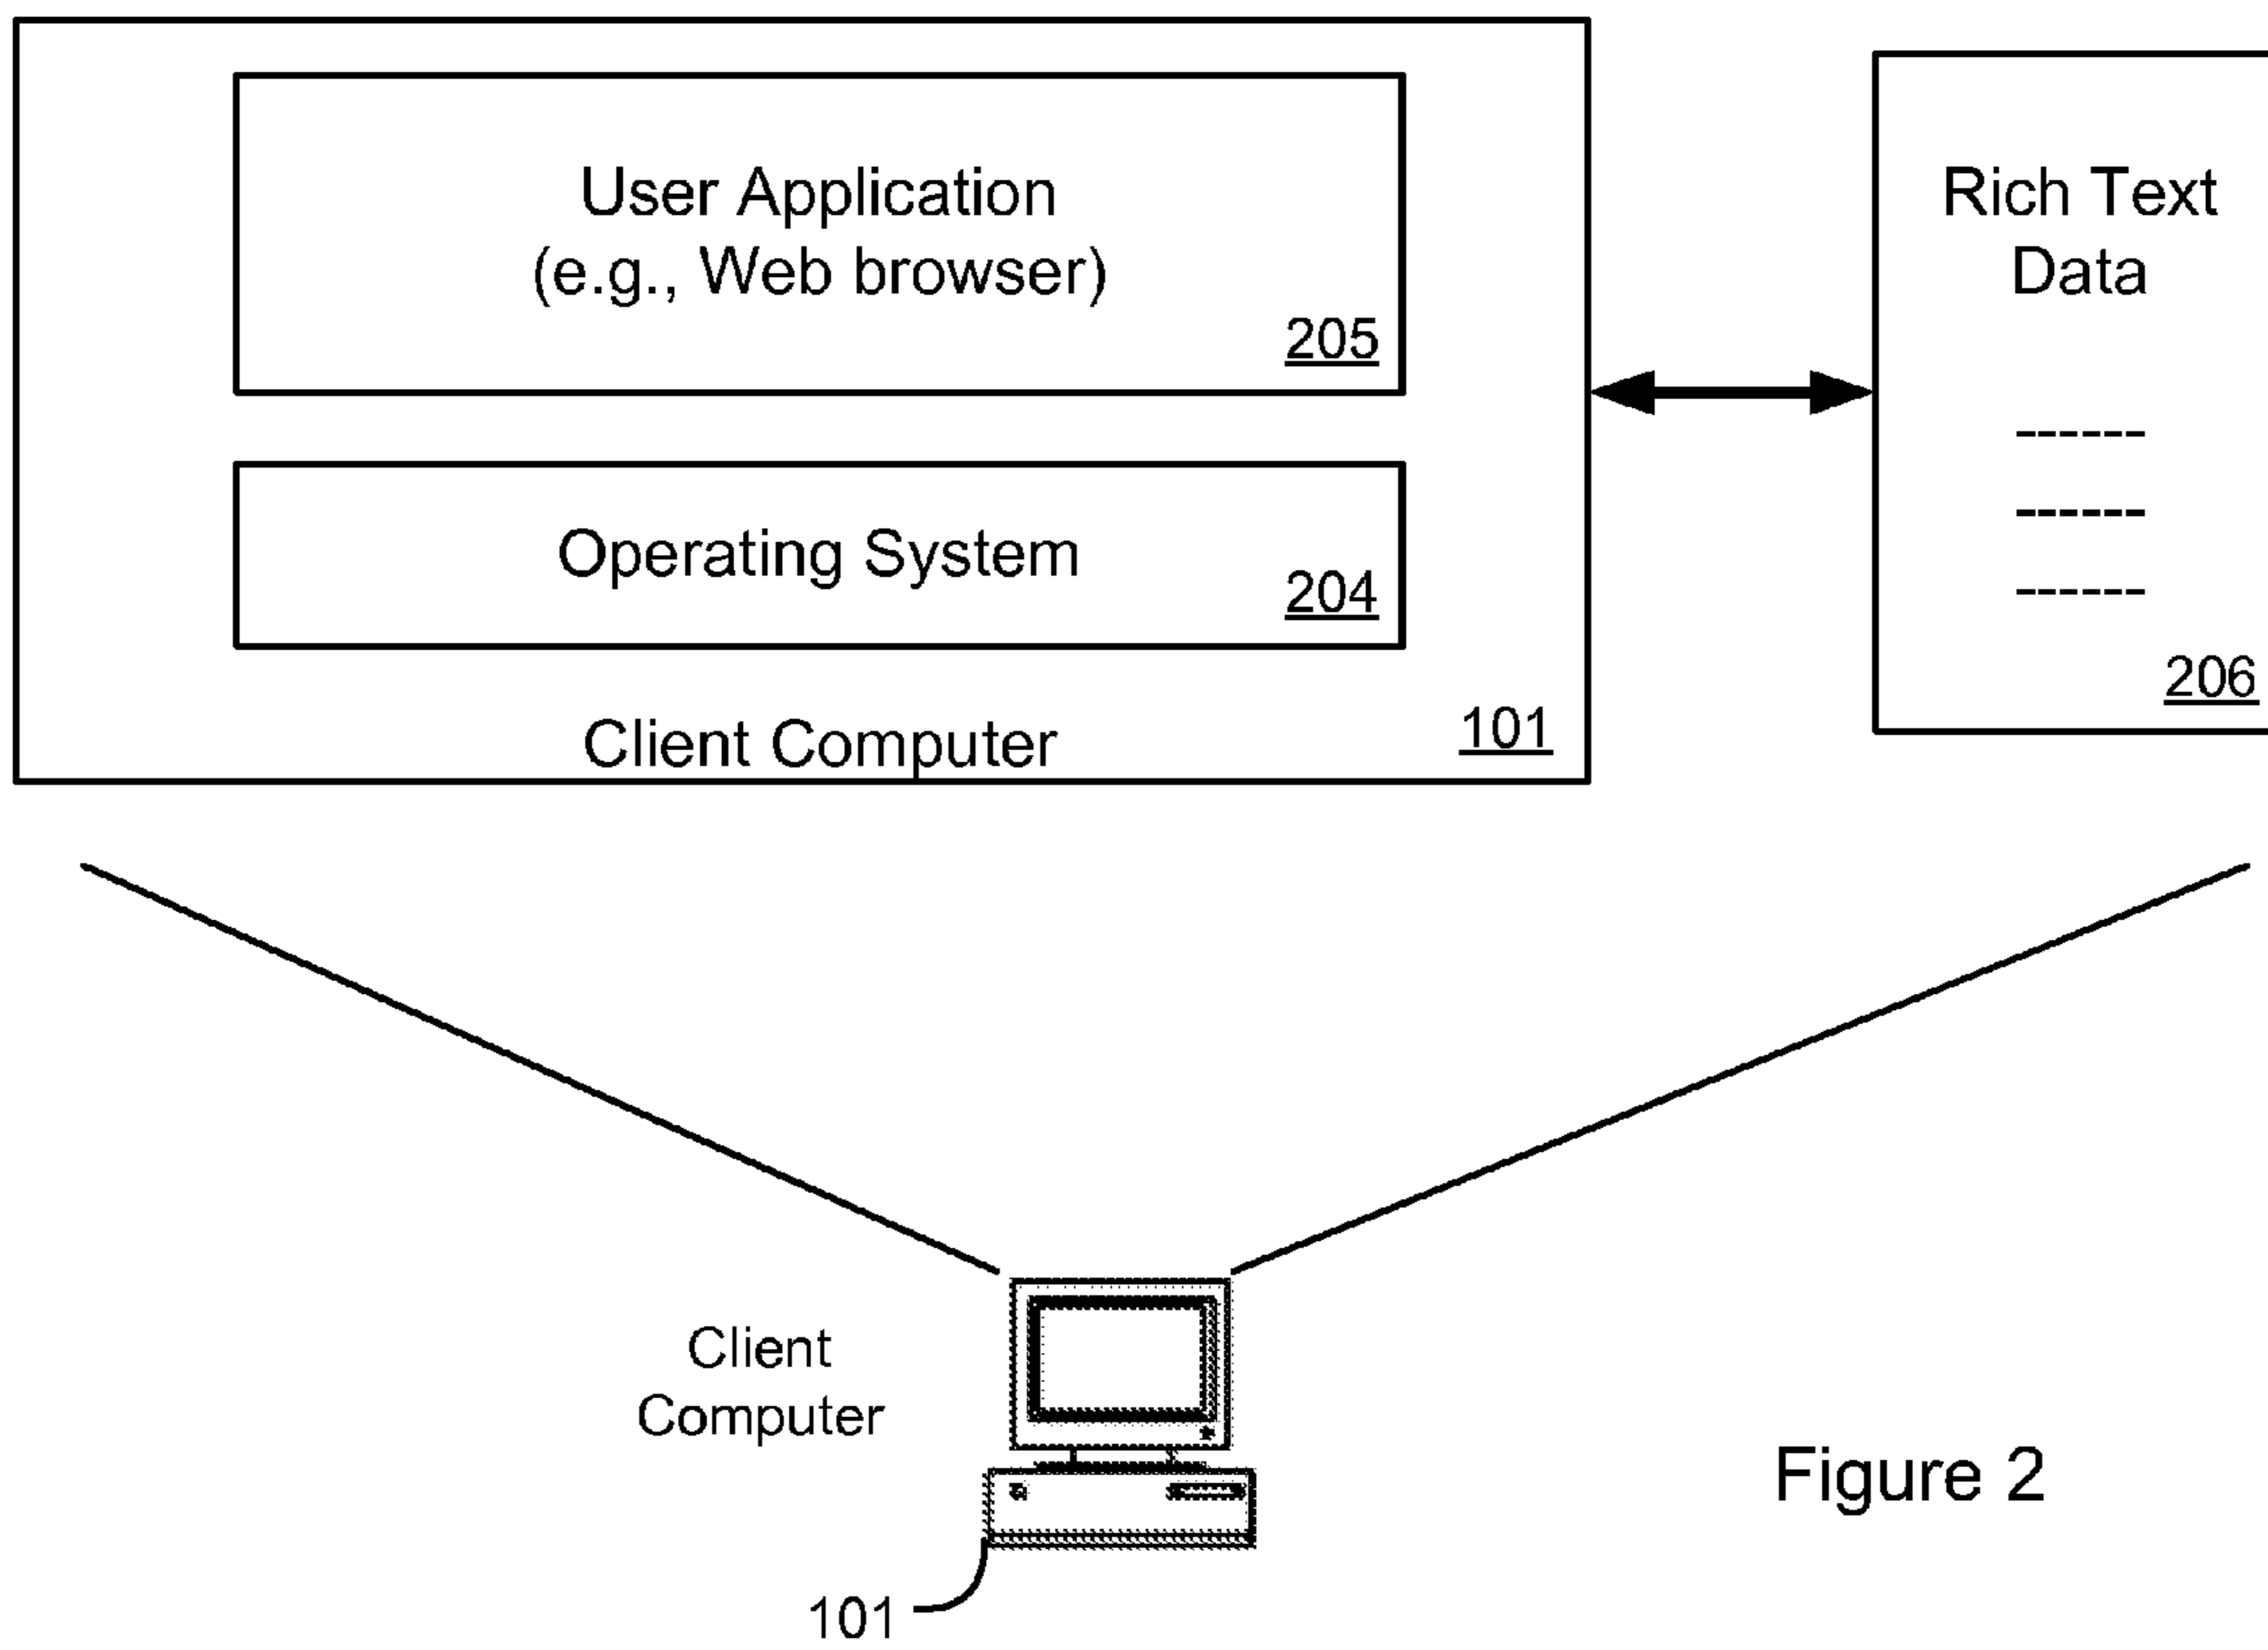 User Application
(e.g., Web browser)
205
Operating System
204
Client Computer
101
Rich Text
Data
------
------
------
206
Client
Computer
101
Figure 2